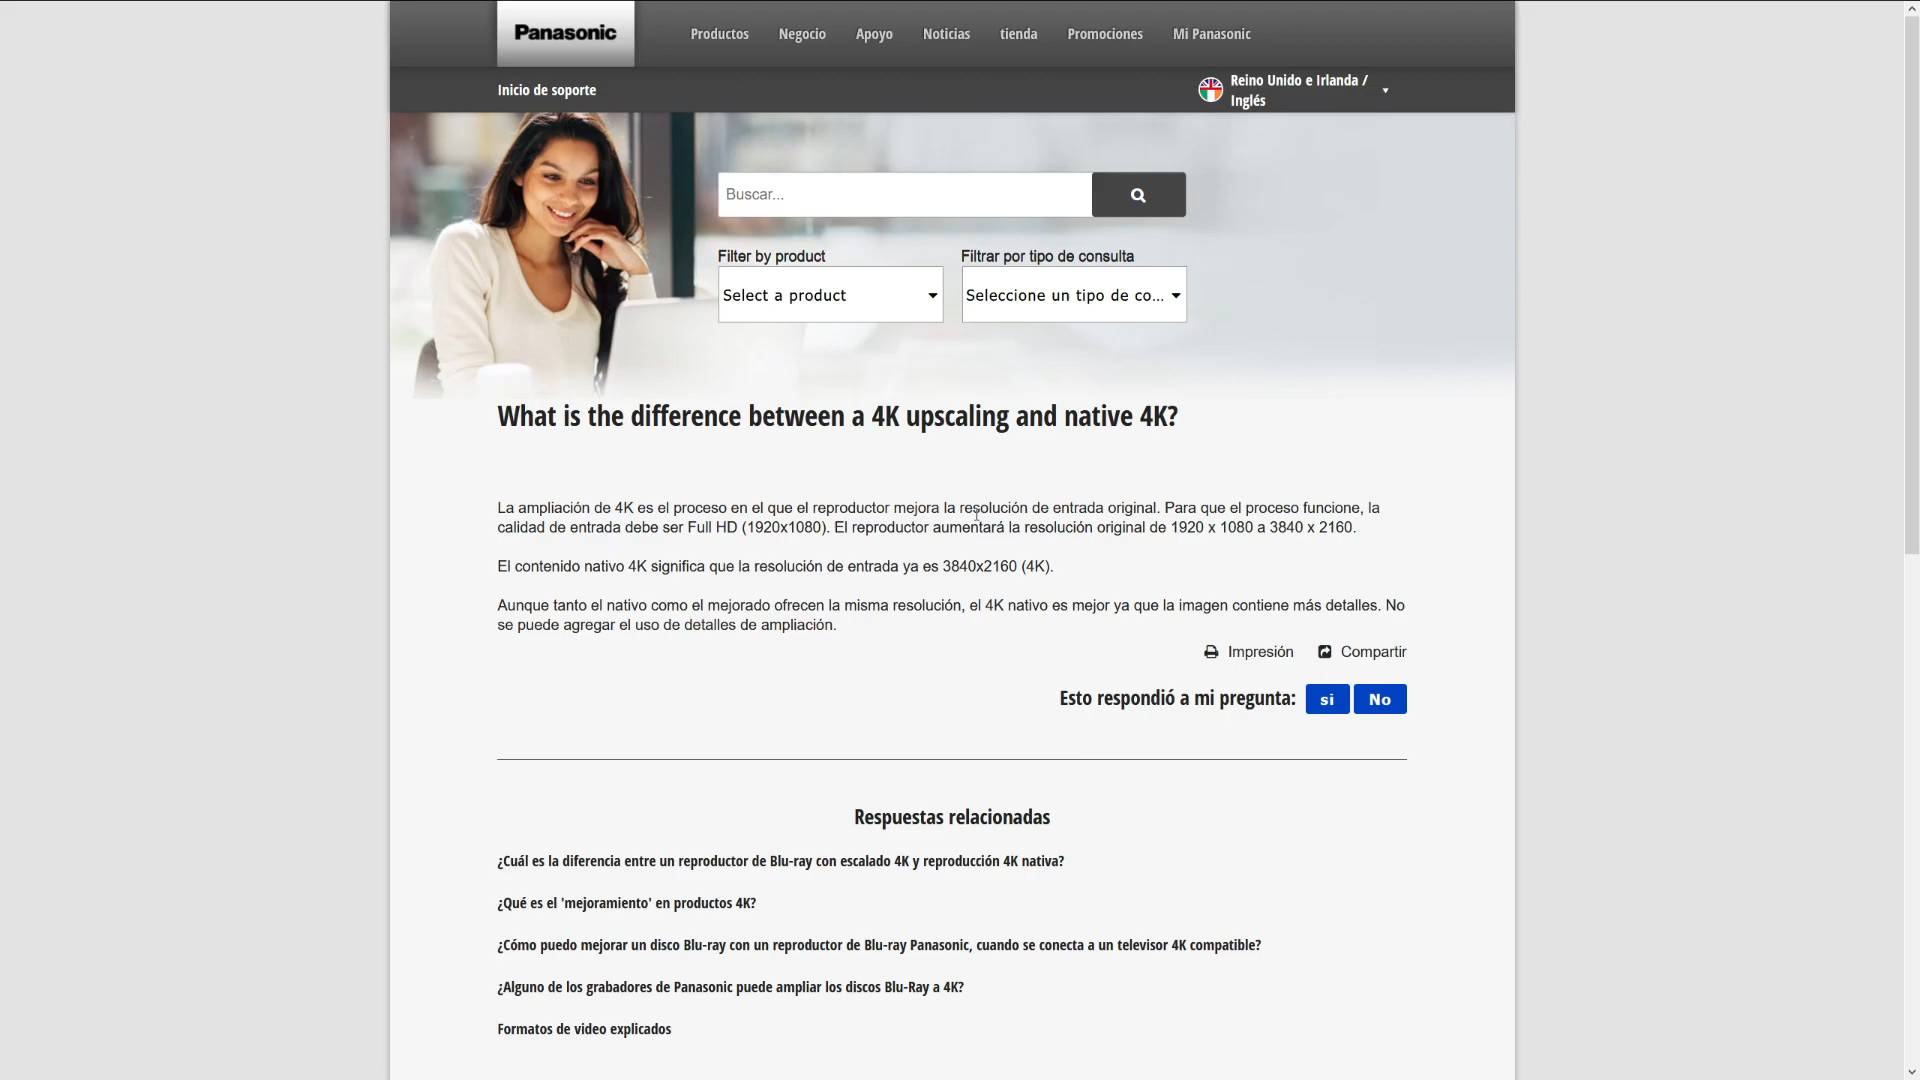 Panasonic
Productos
Negocio
Apoyo
Noticias
tienda
Promociones
Mi Panasonic
Inicio de soporte
Reino Unido e Irlanda /
Inglés
Buscar...
Filter by product
Filtrar por tipo de consulta
Select a product
Seleccione un tipo de co...
What is the difference between a 4K upscaling and native 4K?
La ampliación de 4K es el proceso en el que el reproductor mejora la resolución de entrada original. Para que el proceso funcione, la
calidad de entrada debe ser Full HD (1920x1080). El reproductor aumentará la resolución original de 1920 x 1080 a 3840 x 2160.
El contenido nativo 4K significa que la resolución de entrada ya es 3840x2160 (4K).
Aunque tanto el nativo como el mejorado ofrecen la misma resolución, el 4K nativo es mejor ya que la imagen contiene más detalles. No
se puede agregar el uso de detalles de ampliación.
Impresión
Compartir
Esto respondió a mi pregunta:
si
No
Respuestas relacionadas
¿Cuál es la diferencia entre un reproductor de Blu-ray con escalado 4K y reproducción 4K nativa?
¿Qué es el 'mejoramiento' en productos 4K?
¿Cómo puedo mejorar un disco Blu-ray con un reproductor de Blu-ray Panasonic, cuando se conecta a un televisor 4K compatible?
¿Alguno de los grabadores de Panasonic puede ampliar los discos Blu-Ray a 4K?
Formatos de video explicados